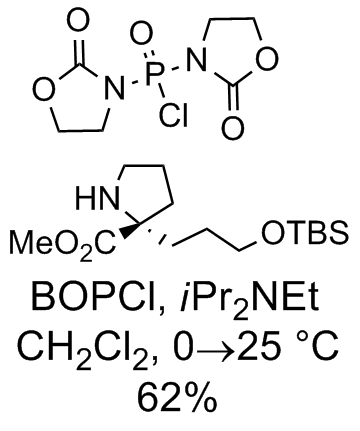 O
O
N
P
O
Cl
N
O
O
HN
MeO₂C
OTBS
BOPCl, iPr₂NEt
CH₂Cl₂, 0→25 °C
62%